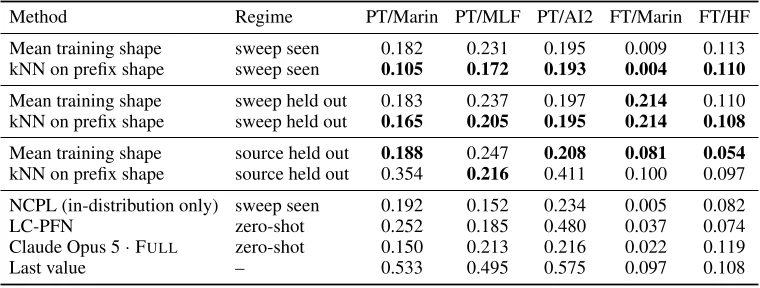 Method Regime PT/Marin PT/MLF PT/AI2 FT/Marin FT/HF
Mean training shape sweep seen 0.182 0.231 0.195 0.009 0.113
kNN on prefix shape sweep seen 0.105 0.172 0.193 0.004 0.110
Mean training shape sweep held out 0.183 0.237 0.197 0.214 0.110
kNN on prefix shape sweep held out 0.165 0.205 0.195 0.214 0.108
Mean training shape source held out 0.188 0.247 0.208 0.081 0.054
kNN on prefix shape source held out 0.354 0.216 0.411 0.100 0.097
NCPL (in-distribution only) sweep seen 0.192 0.152 0.234 0.005 0.082
LC-PFN zero-shot 0.252 0.185 0.480 0.037 0.074
Claude Opus 5 · FULL zero-shot 0.150 0.213 0.216 0.022 0.119
Last value – 0.533 0.495 0.575 0.097 0.108